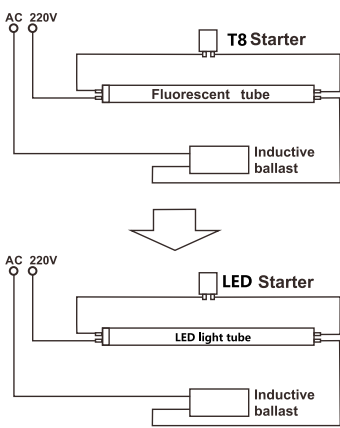 AC 220V
T8 Starter
Fluorescent tube
Inductive
ballast
AC 220V
LED Starter
LED light tube
Inductive
ballast